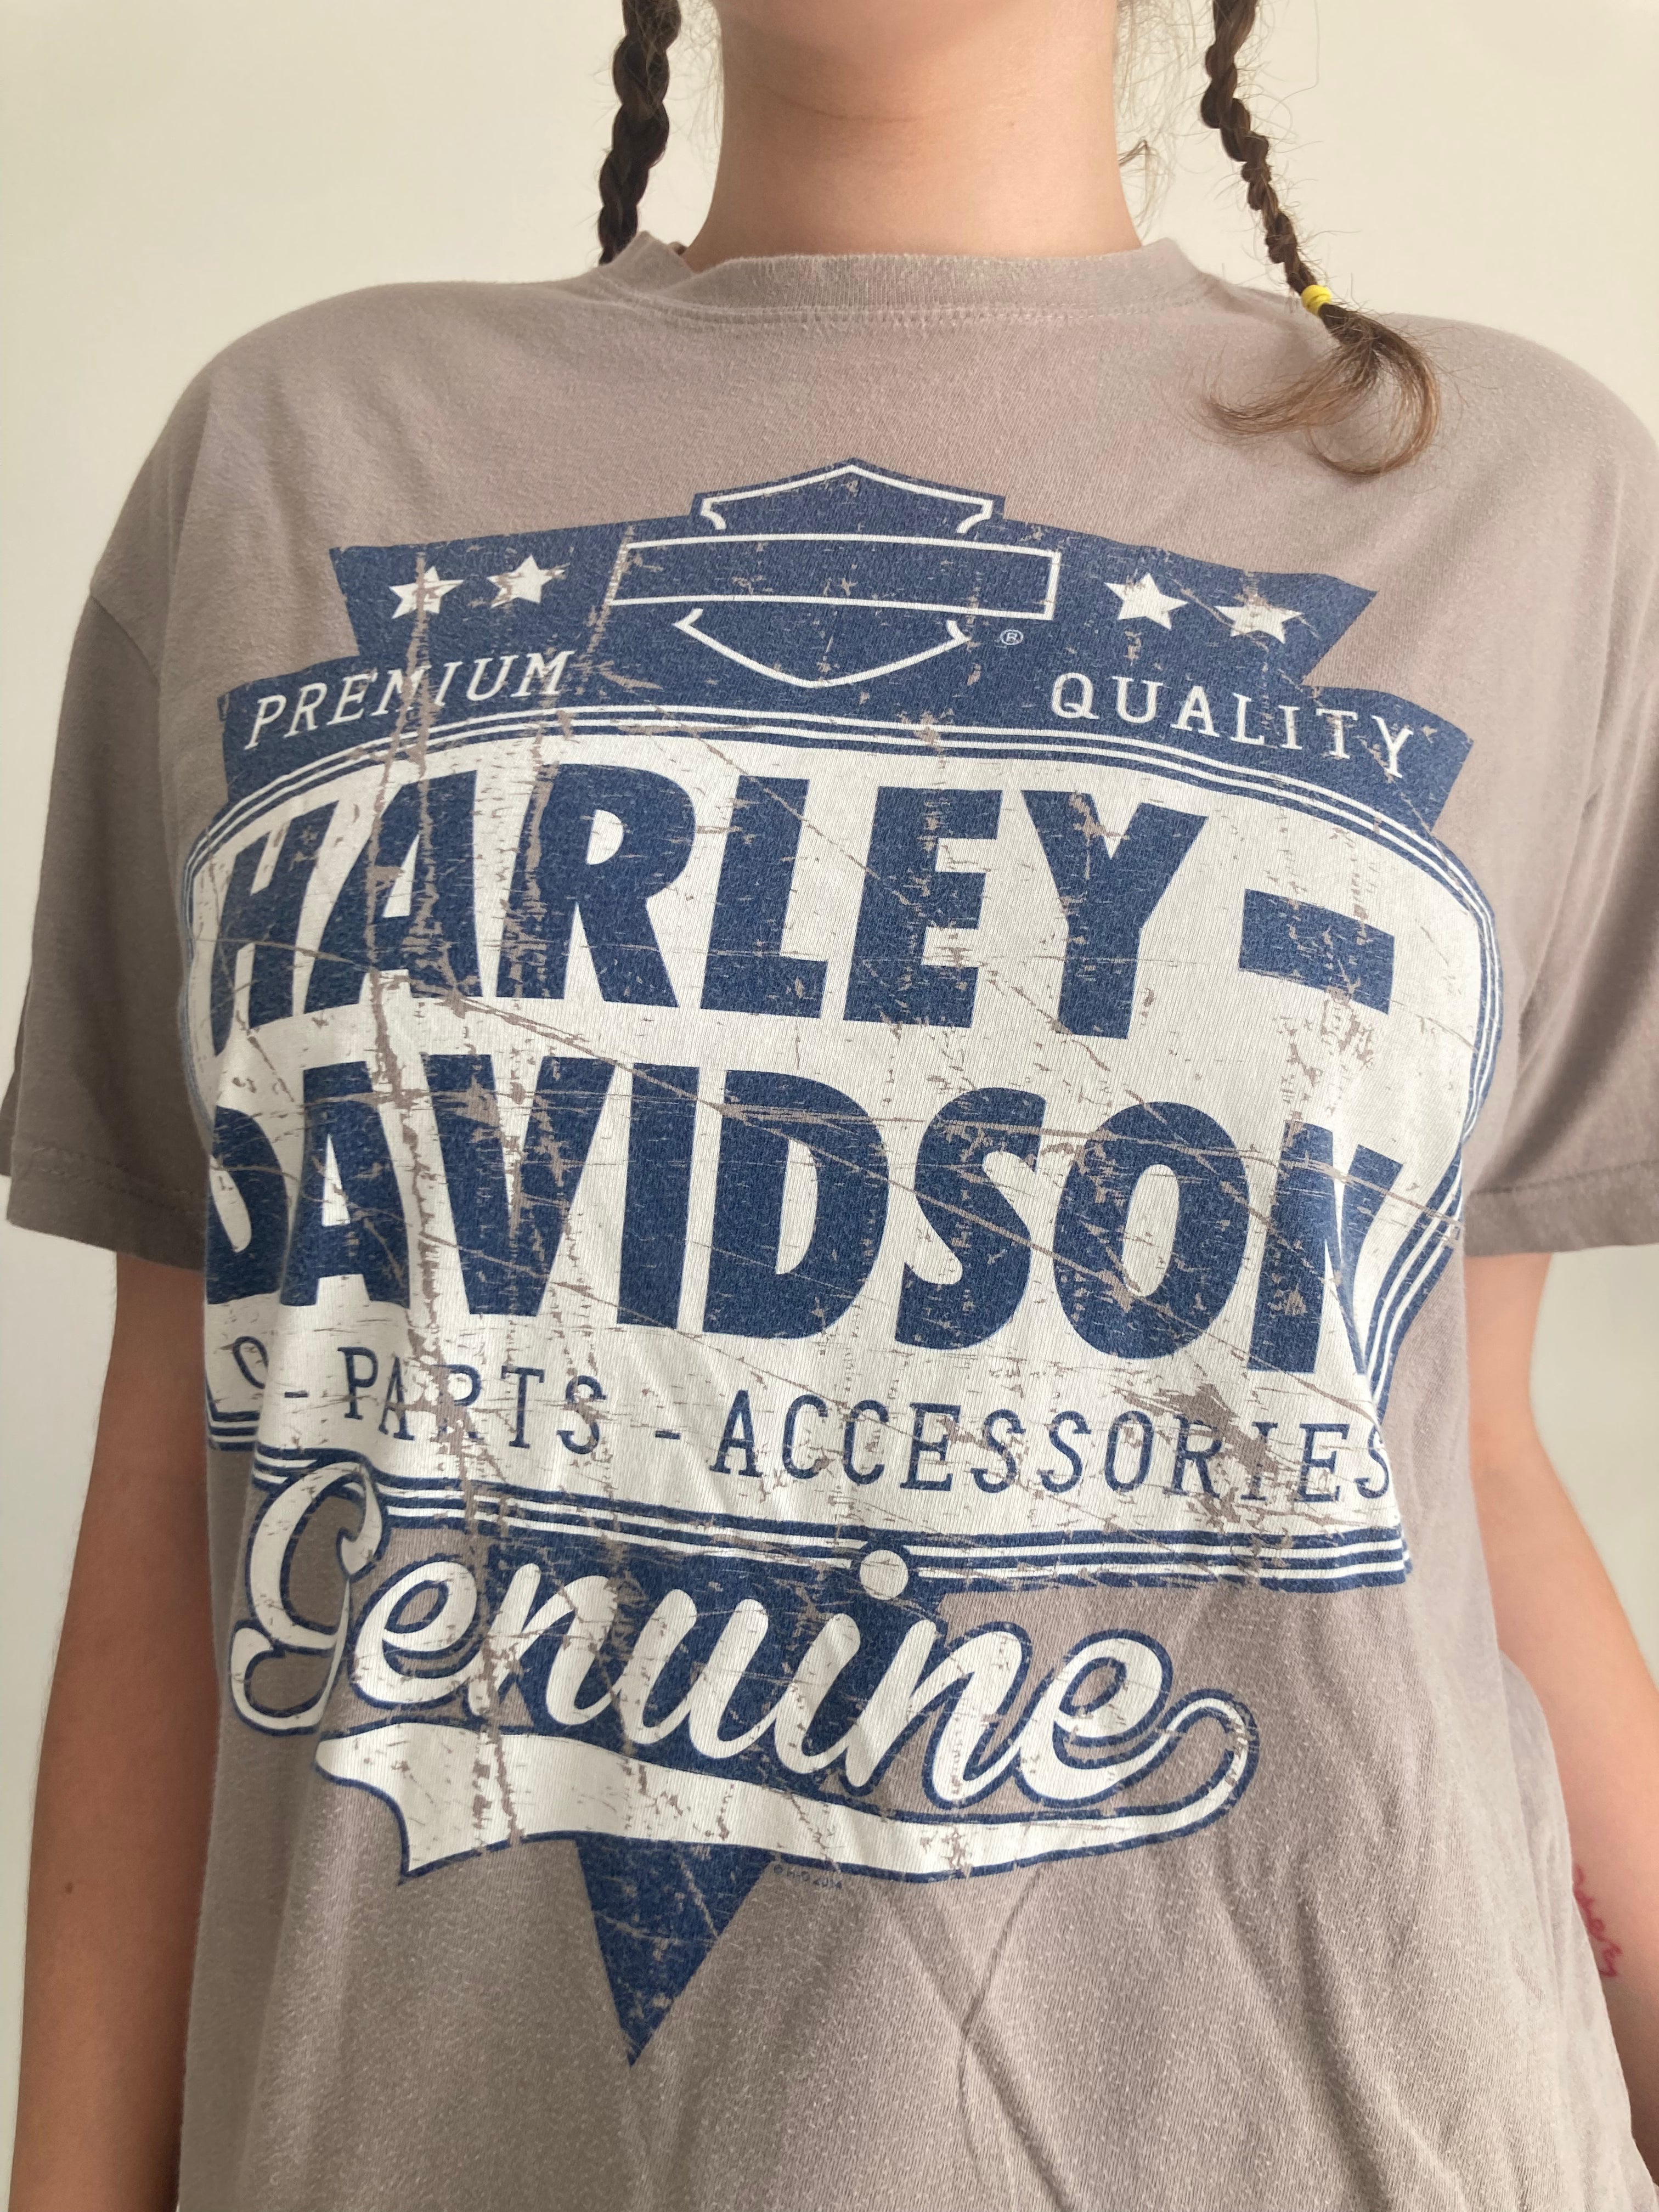 ®
PREMIUM QUALITY
HARLEY-
DAVIDSON
- PARTS - ACCESSORIES
Genuine